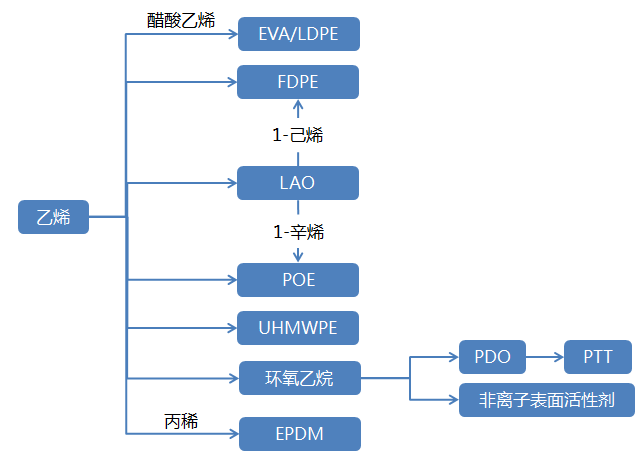 醋酸乙烯
EVA/LDPE
FDPE
1-己烯
LAO
乙烯
1-辛烯
POE
UHMWPE
环氧乙烷
PDO
PTT
非离子表面活性剂
丙稀
EPDM